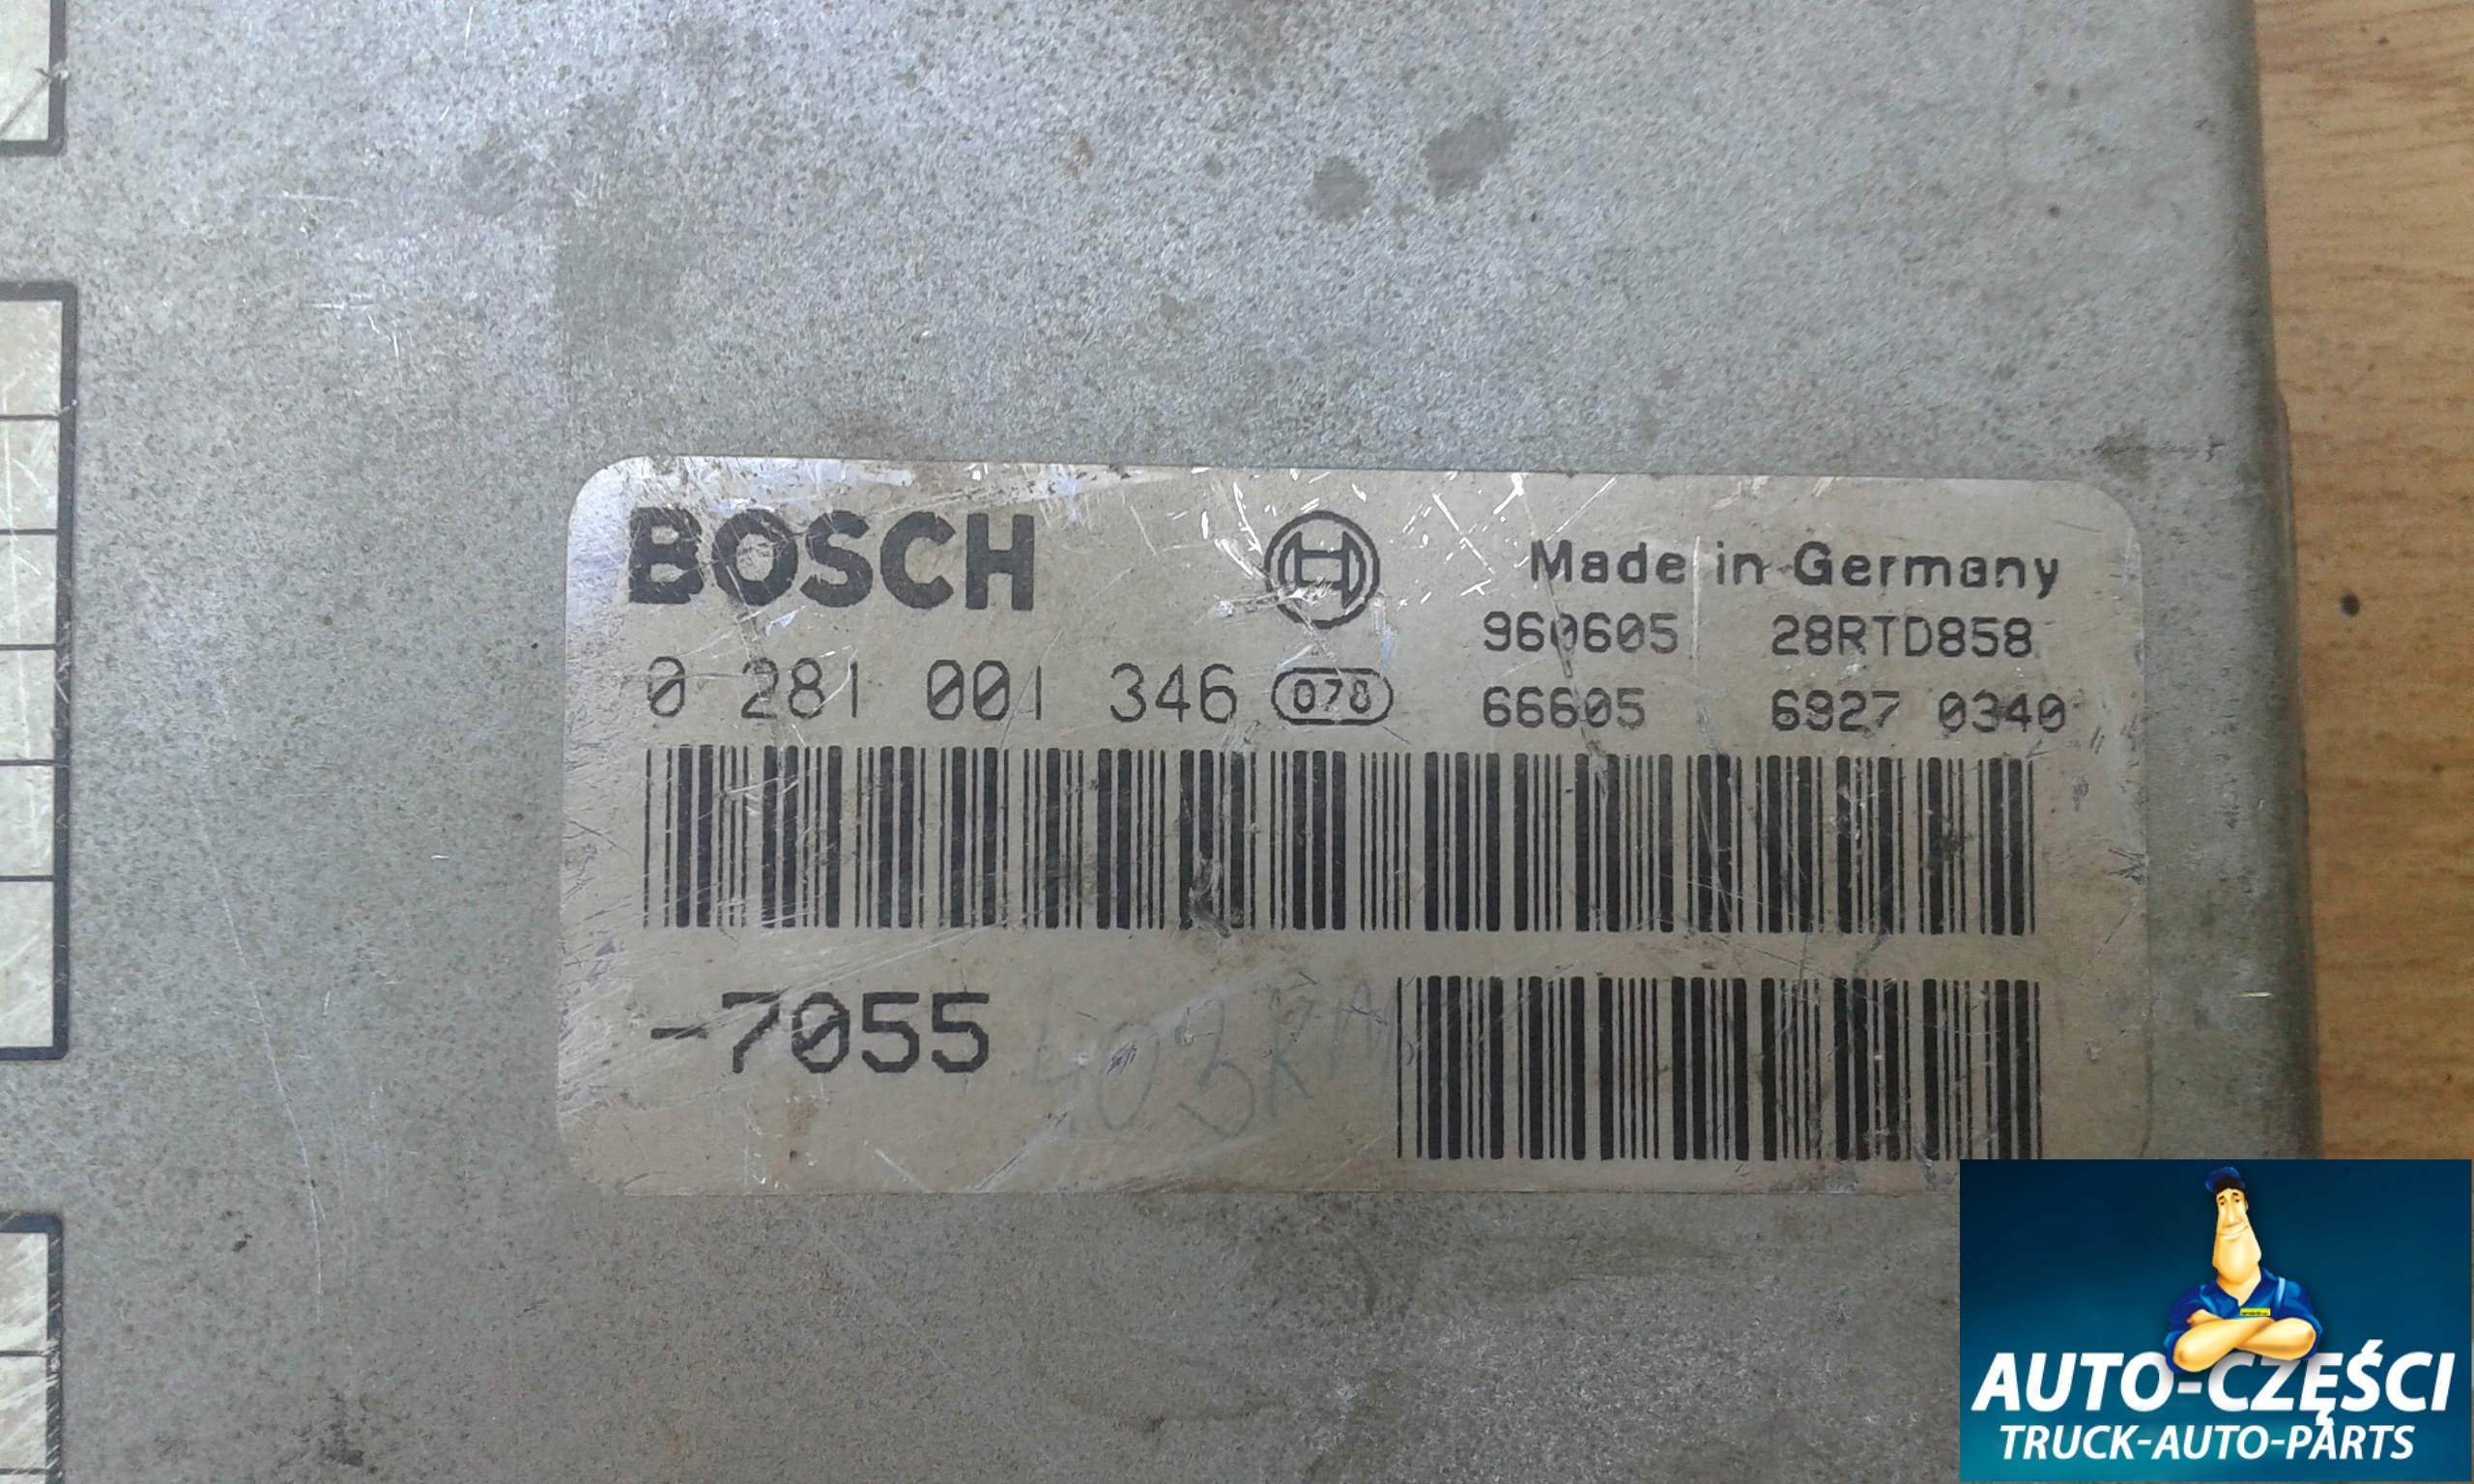 BOSCH
Made in Germany
960605 28RTD858
0 281 001 346 078
66605 6927 0340
-7055
403KM
AUTO-CZĘŚCI
TRUCK-AUTO-PARTS